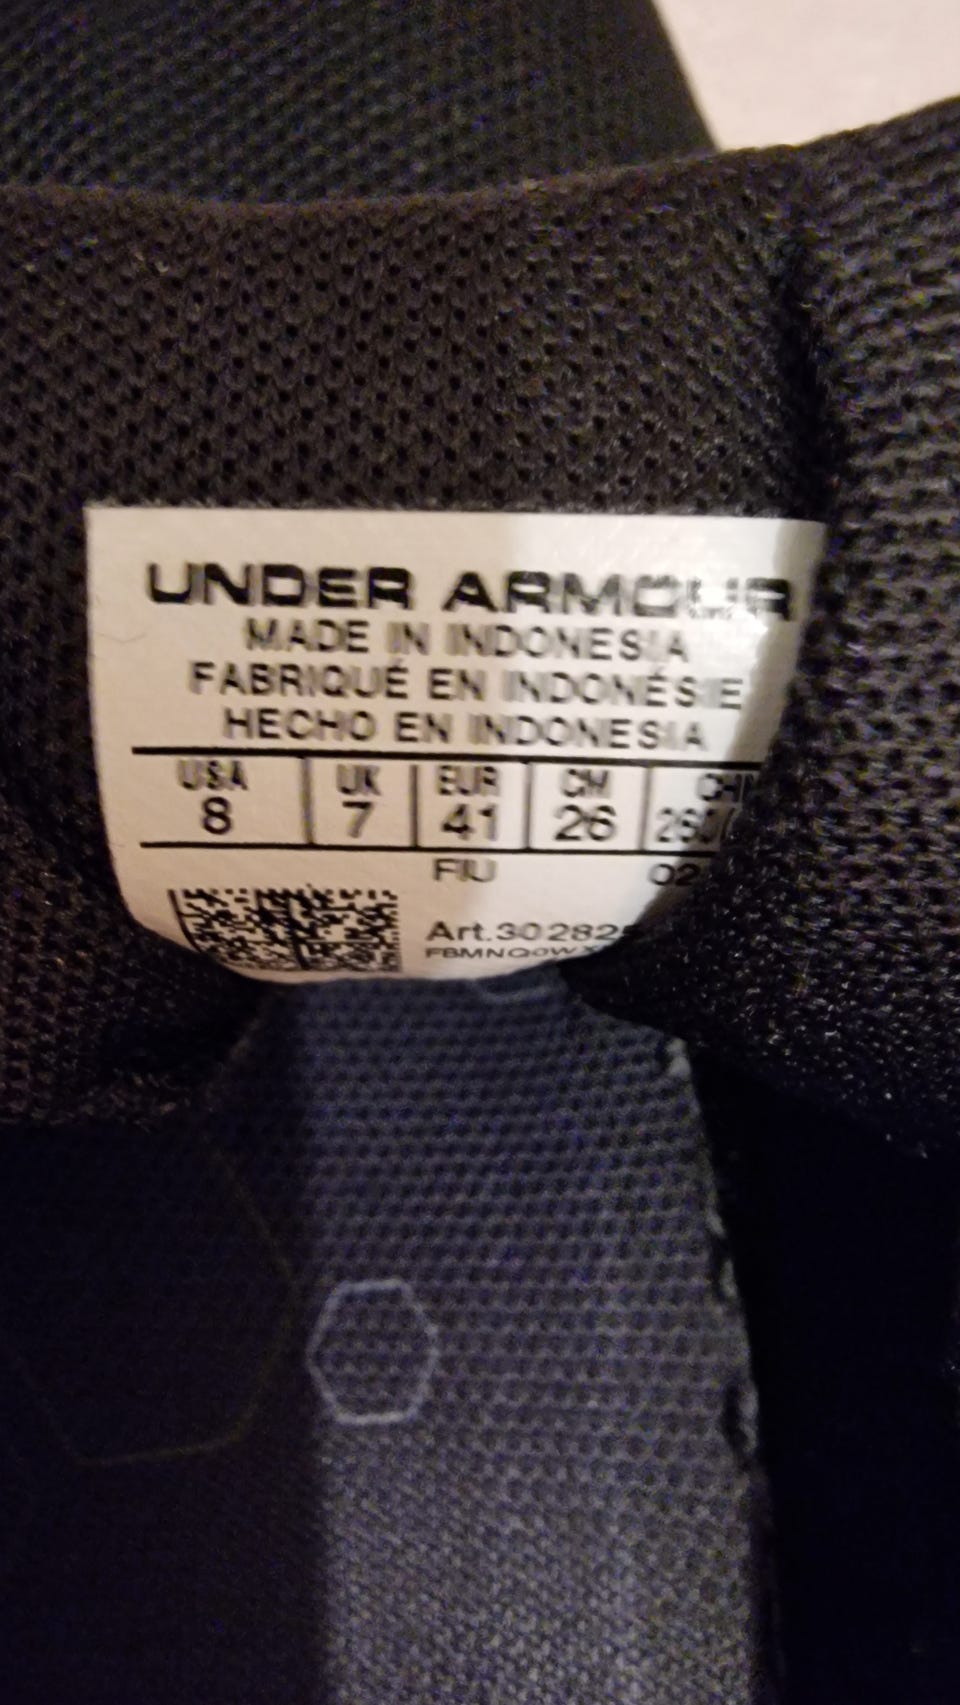 UNDER ARMOUR
MADE IN INDONESIA
FABRIQUÉ EN INDONÉSIE
HECHO EN INDONESIA
USA UK EUR CM
8 7 41 26
FIU